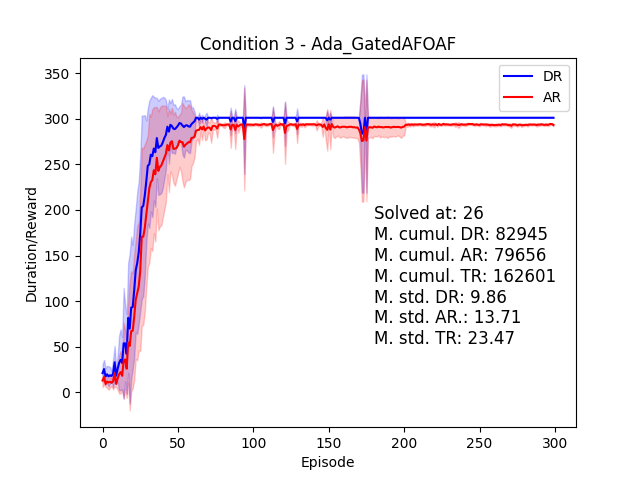 Condition 3 - Ada_GatedAFOAF
DR
AR
350
300
250
200
150
100
50
0
Duration/Reward
Solved at: 26
M. cumul. DR: 82945
M. cumul. AR: 79656
M. cumul. TR: 162601
M. std. DR: 9.86
M. std. AR.: 13.71
M. std. TR: 23.47
0 50 100 150 200 250 300
Episode